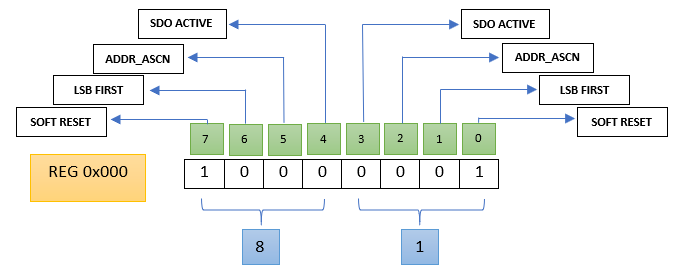 SDO ACTIVE
SDO ACTIVE
ADDR_ASCN
ADDR_ASCN
LSB FIRST
LSB FIRST
SOFT RESET
SOFT RESET
7 6 5 4 3 2 1 0
REG 0x000
1 0 0 0 0 0 0 1
8 1